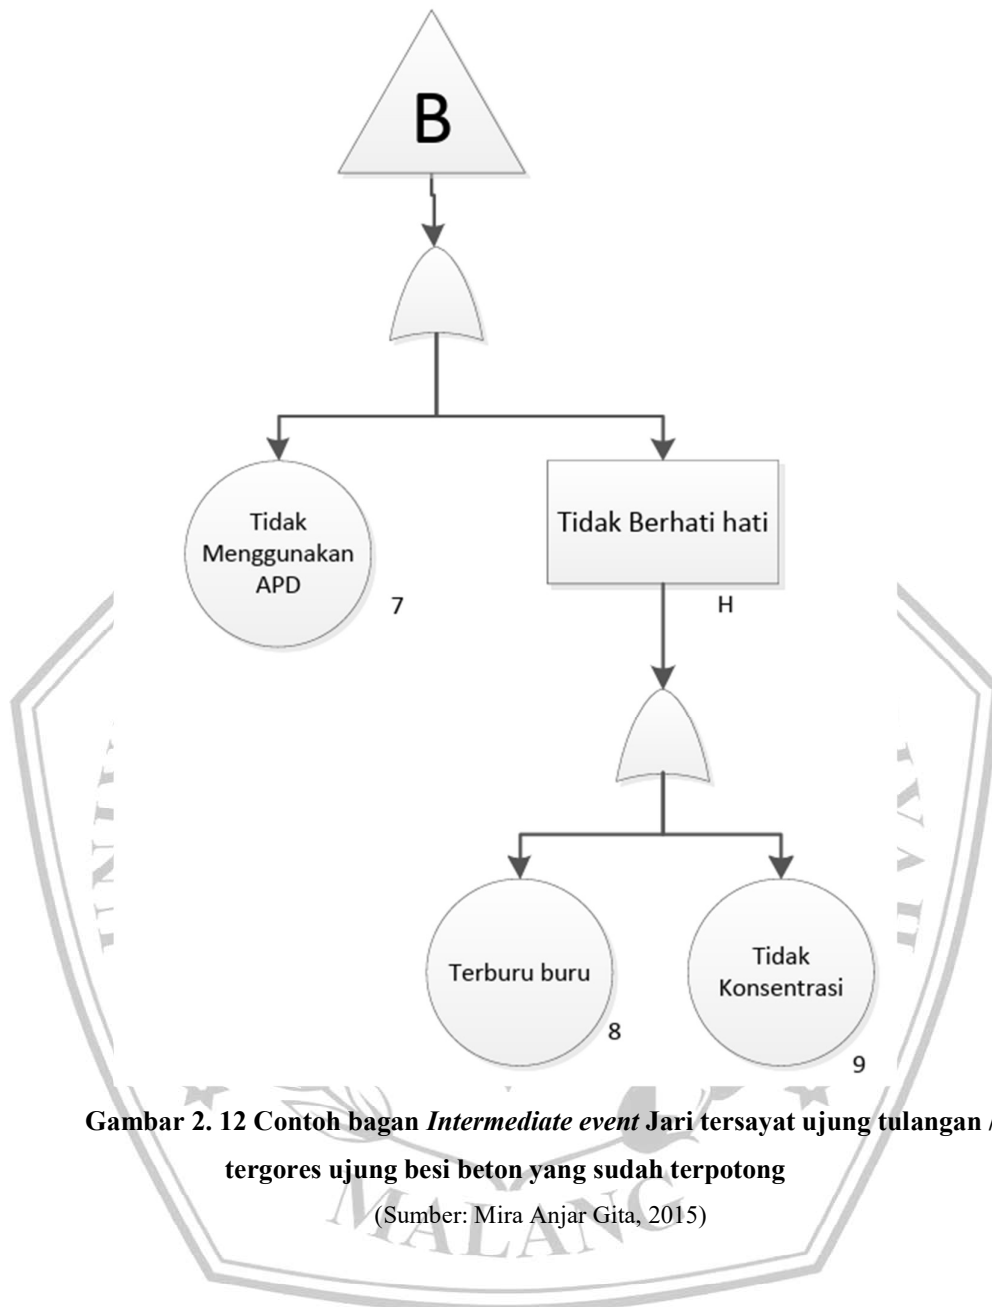 B
Tidak
Menggunakan
APD
7
Tidak Berhati hati
H
Terburu buru
8
Tidak
Konsentrasi
9
Gambar 2. 12 Contoh bagan Intermediate event Jari tersayat ujung tulangan /
tergores ujung besi beton yang sudah terpotong
(Sumber: Mira Anjar Gita, 2015)
MALANG